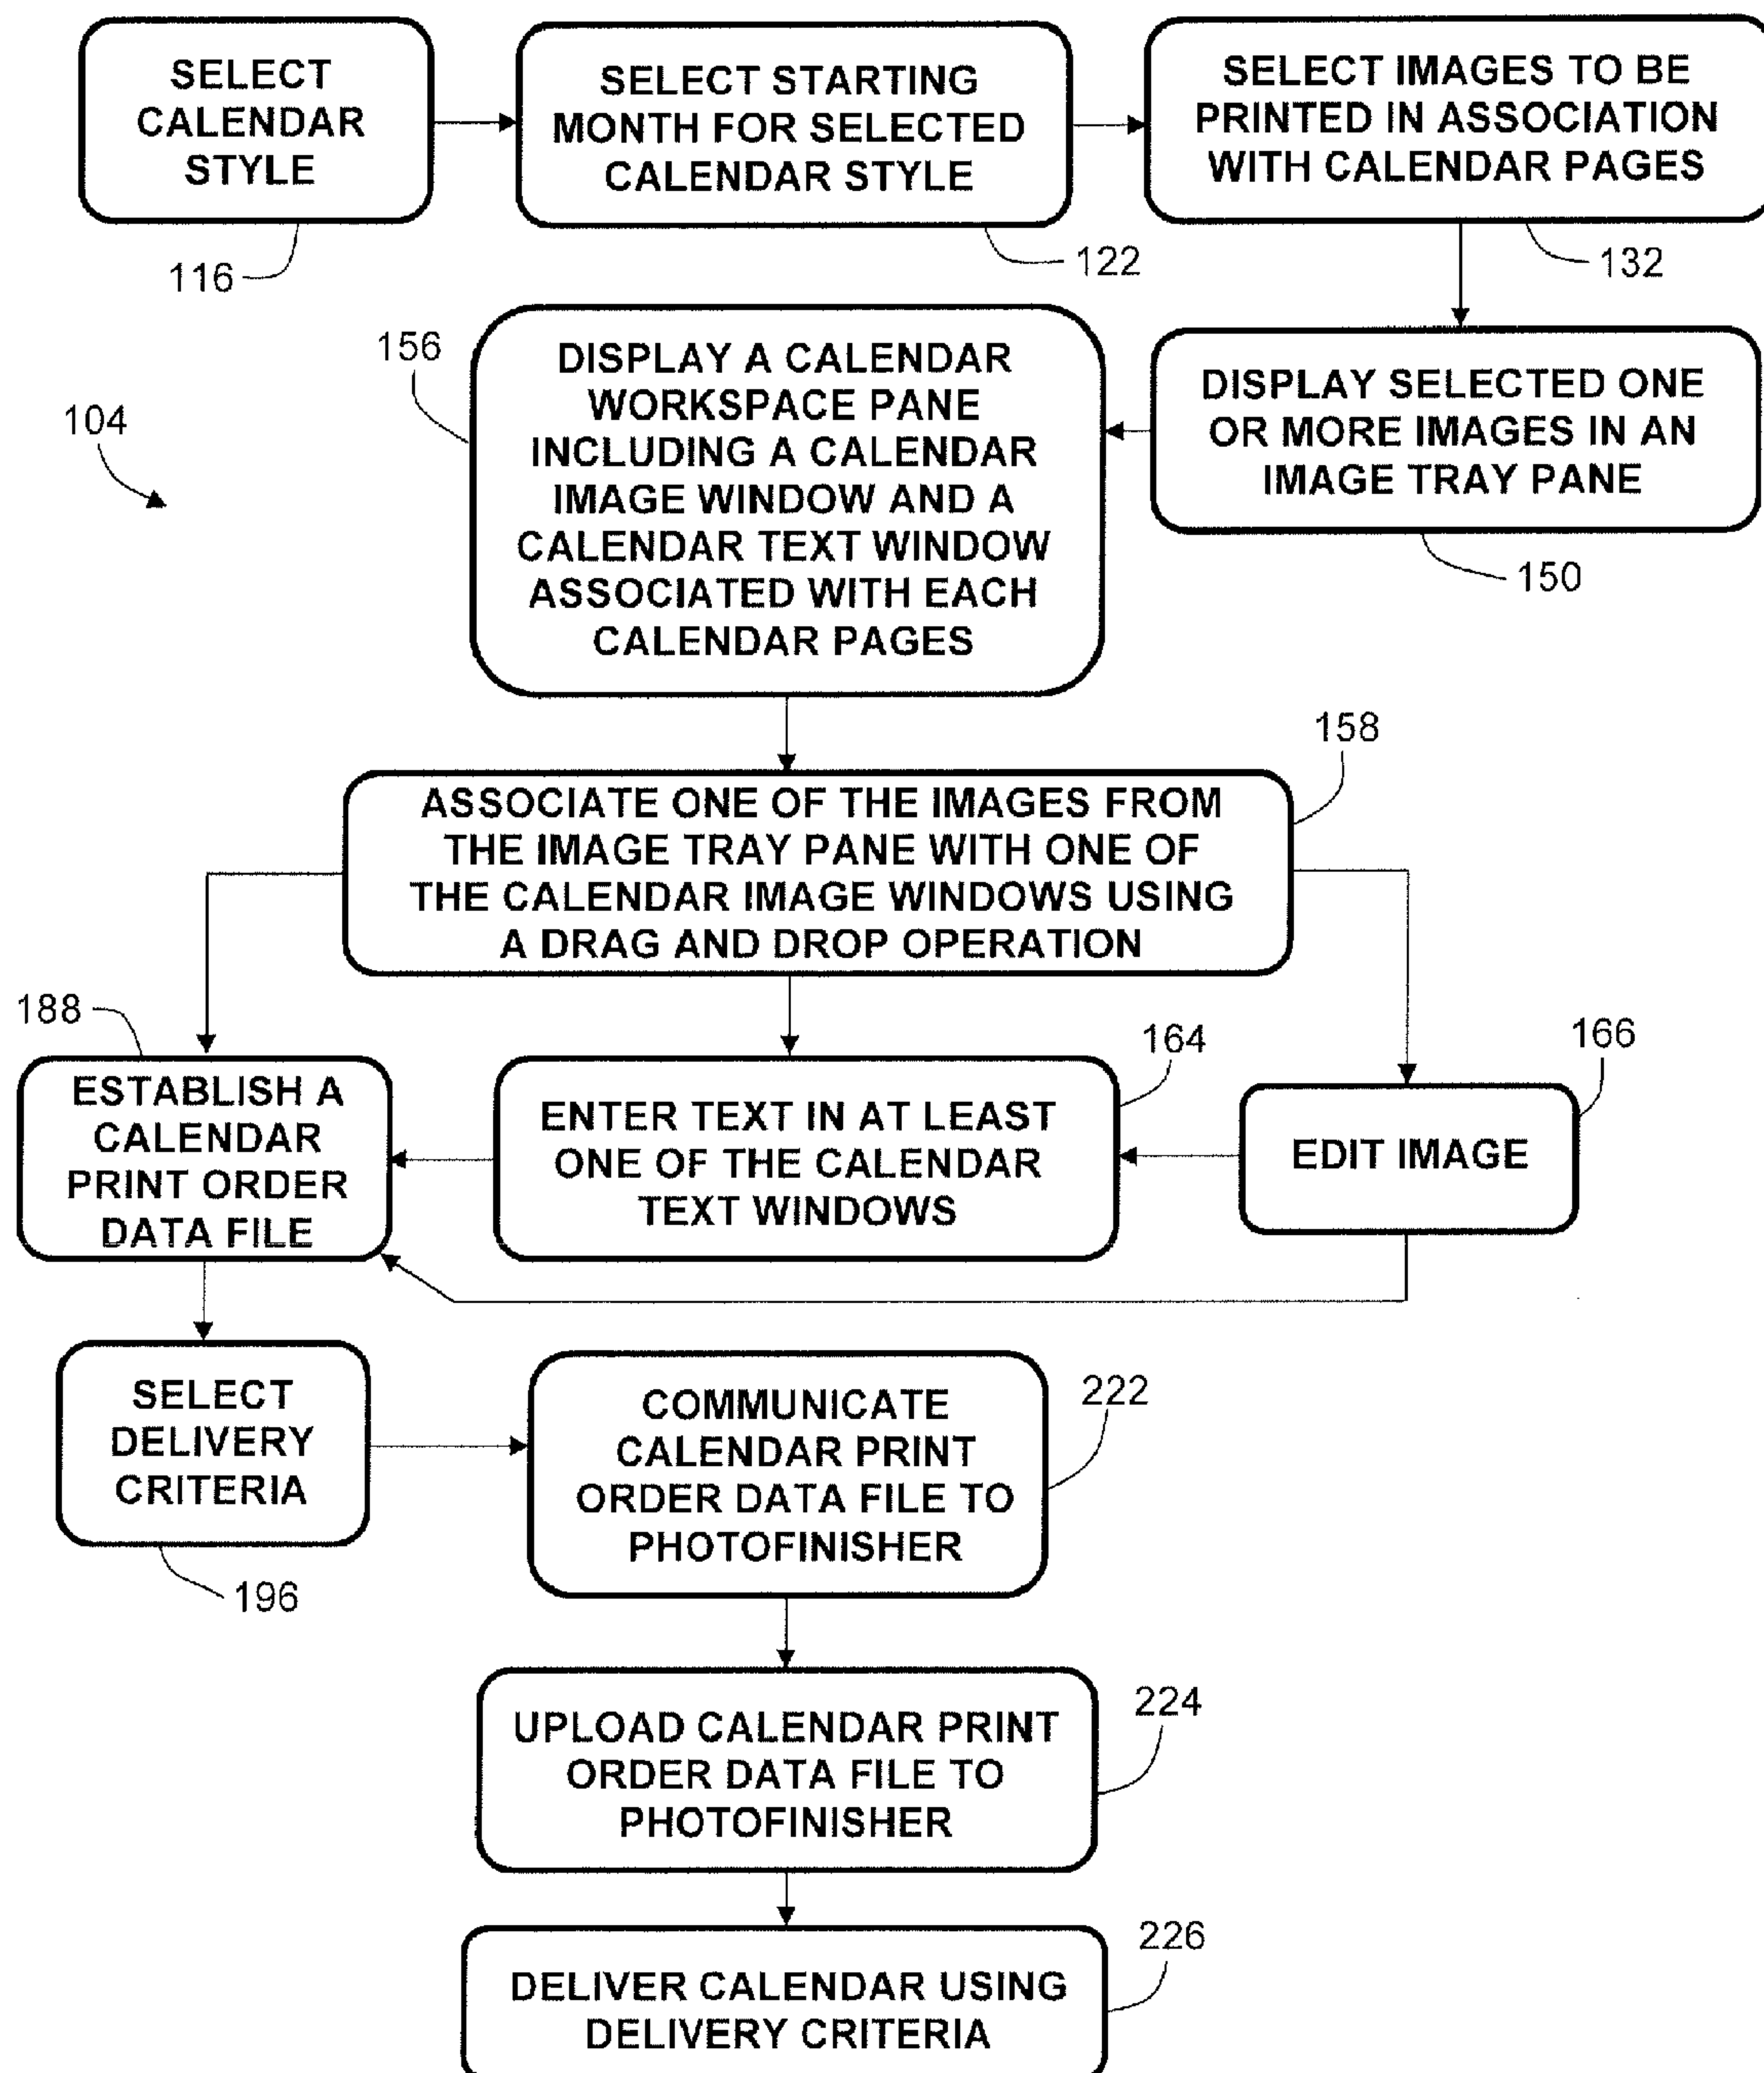 SELECT
CALENDAR
STYLE
116
SELECT STARTING
MONTH FOR SELECTED
CALENDAR STYLE
122
SELECT IMAGES TO BE
PRINTED IN ASSOCIATION
WITH CALENDAR PAGES
132
DISPLAY SELECTED ONE
OR MORE IMAGES IN AN
IMAGE TRAY PANE
150
156
DISPLAY A CALENDAR
WORKSPACE PANE
INCLUDING A CALENDAR
IMAGE WINDOW AND A
CALENDAR TEXT WINDOW
ASSOCIATED WITH EACH
CALENDAR PAGES
104
158
ASSOCIATE ONE OF THE IMAGES FROM
THE IMAGE TRAY PANE WITH ONE OF
THE CALENDAR IMAGE WINDOWS USING
A DRAG AND DROP OPERATION
188
ESTABLISH A
CALENDAR
PRINT ORDER
DATA FILE
164
ENTER TEXT IN AT LEAST
ONE OF THE CALENDAR
TEXT WINDOWS
166
EDIT IMAGE
SELECT
DELIVERY
CRITERIA
196
COMMUNICATE
CALENDAR PRINT
ORDER DATA FILE TO
PHOTOFINISHER
222
UPLOAD CALENDAR PRINT
ORDER DATA FILE TO
PHOTOFINISHER
224
DELIVER CALENDAR USING
DELIVERY CRITERIA
226